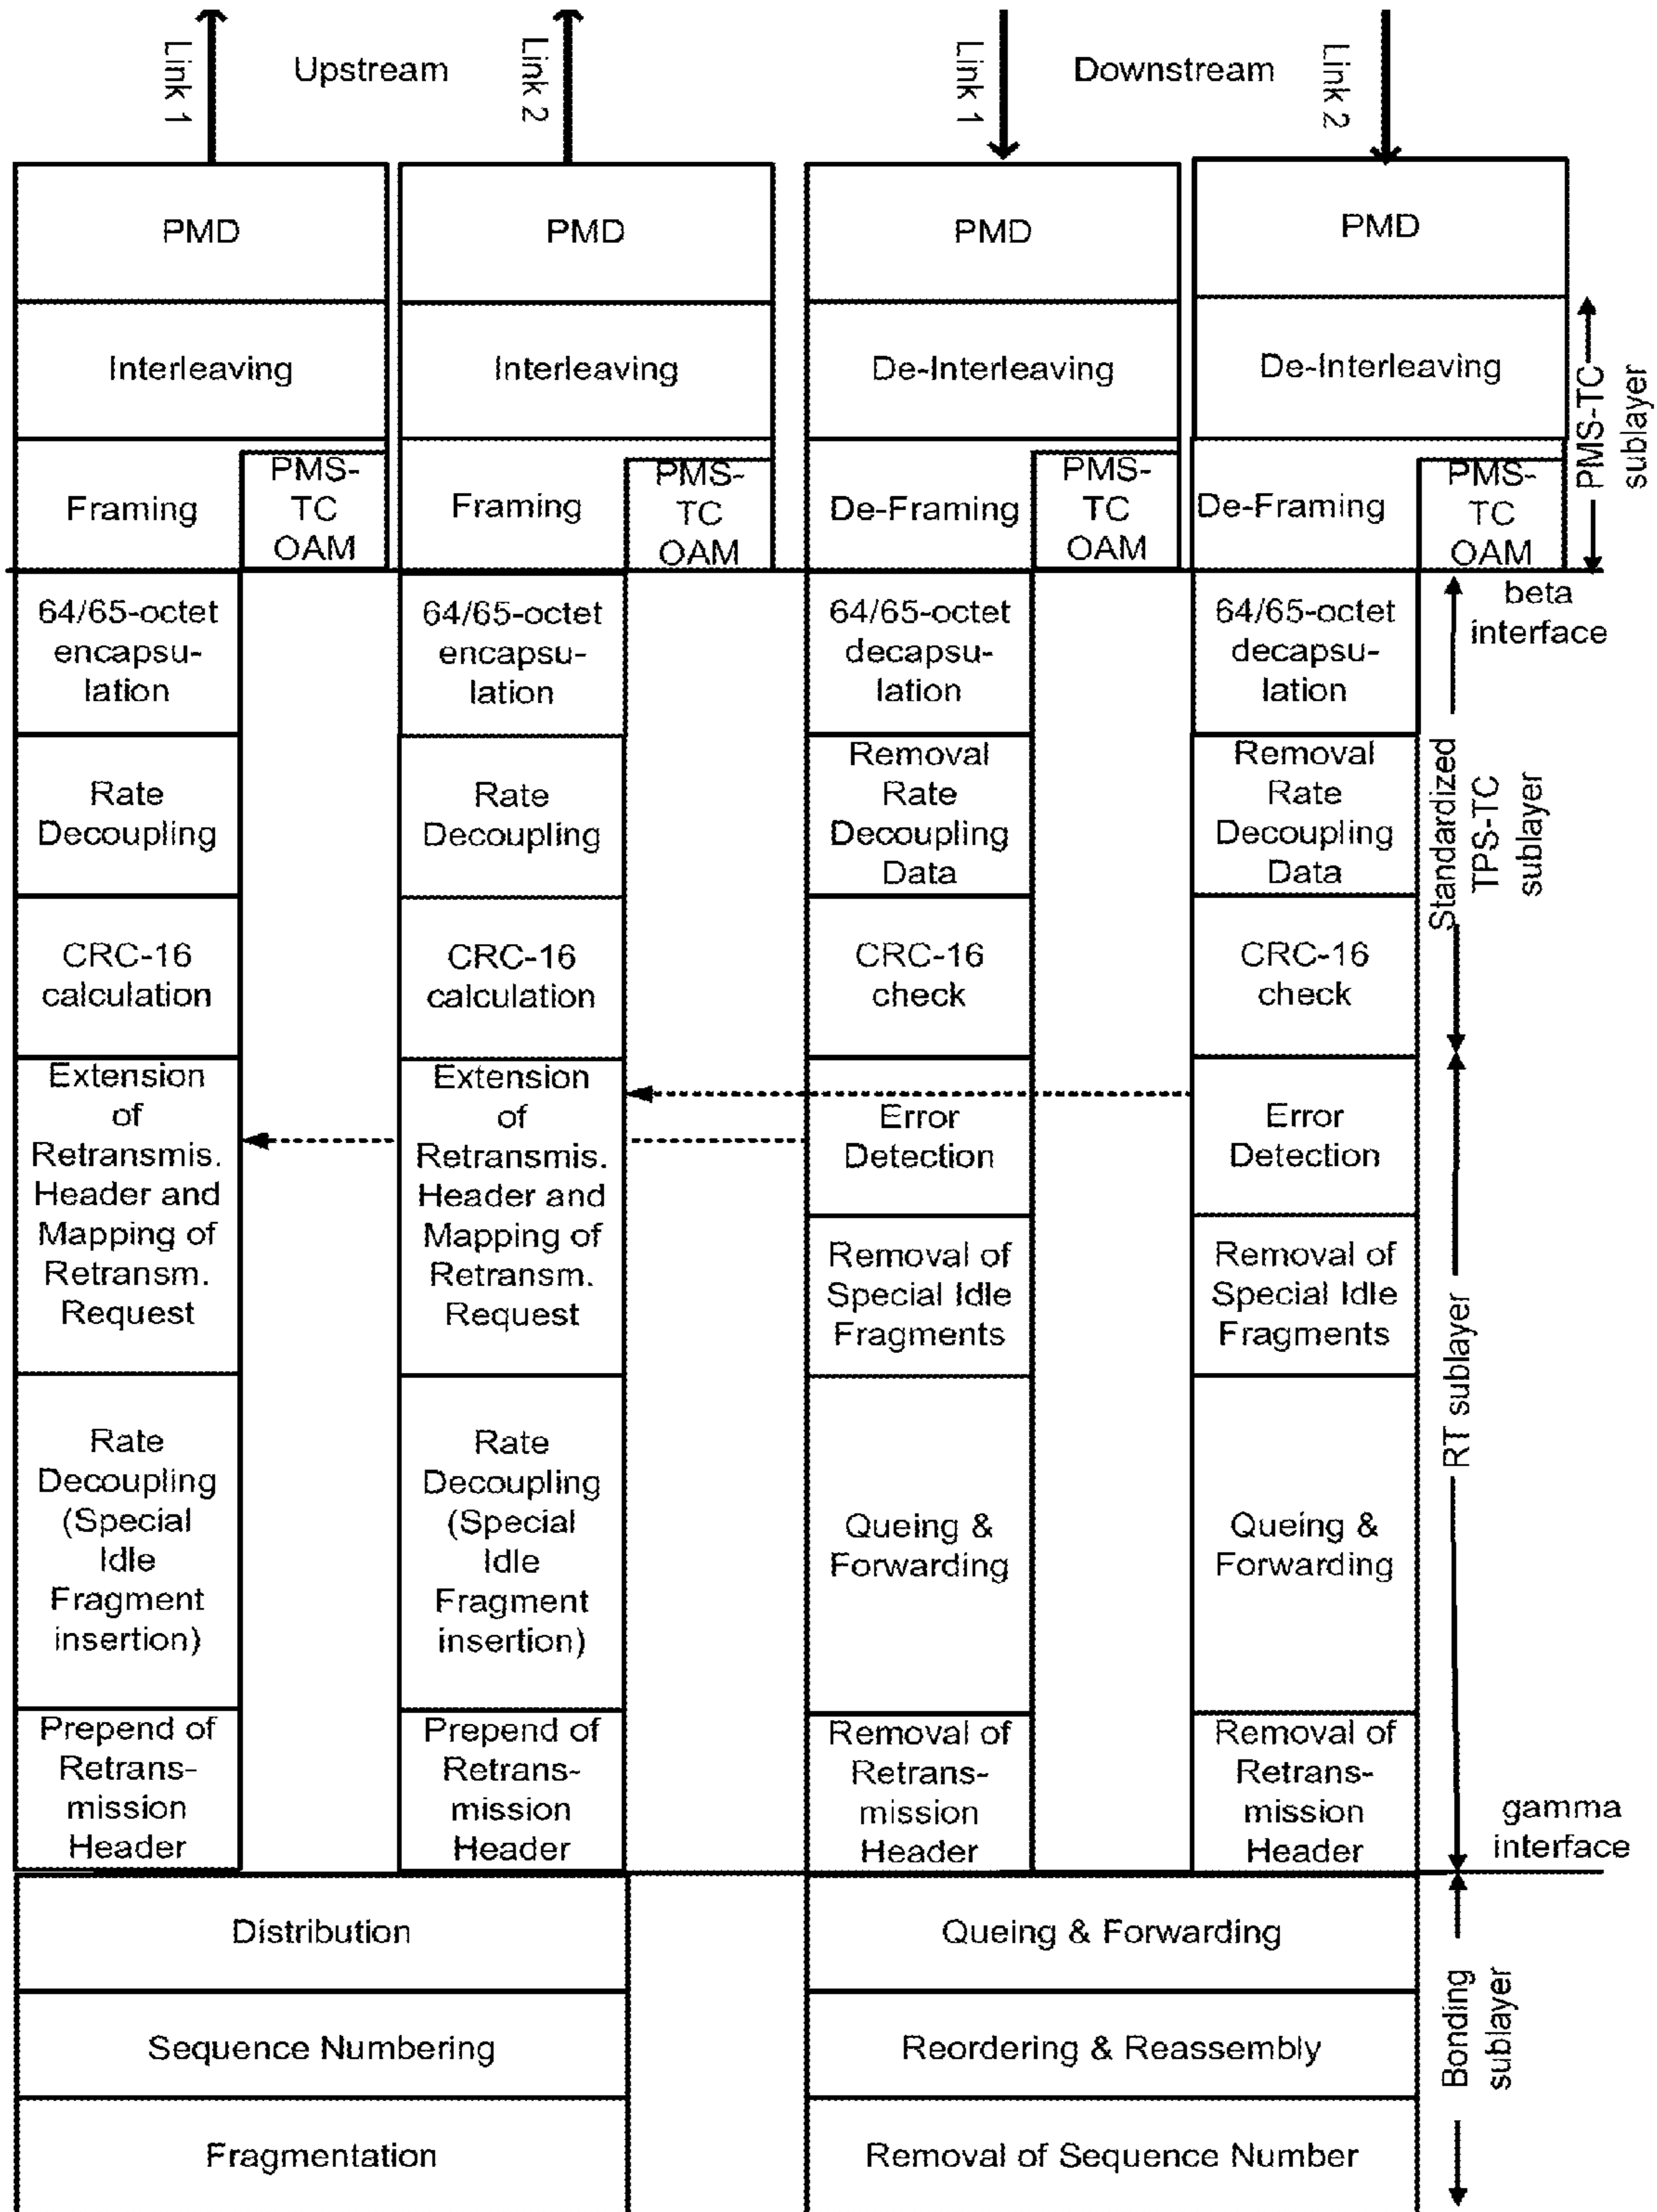 Link 1
Upstream
Link 2
Link 1
Downstream
Link 2
PMD
PMD
PMD
PMD
Interleaving
Interleaving
De-Interleaving
De-Interleaving
PMS-TC
sublayer
Framing
PMS-
TC
OAM
Framing
PMS-
TC
OAM
De-Framing
PMS-
TC
OAM
De-Framing
PMS-
TC
OAM
beta
interface
64/65-octet
encapsu-
lation
64/65-octet
encapsu-
lation
64/65-octet
decapsu-
lation
64/65-octet
decapsu-
lation
Rate
Decoupling
Rate
Decoupling
Removal
Rate
Decoupling
Data
Removal
Rate
Decoupling
Data
Standardized
TPS-TC
sublayer
CRC-16
calculation
CRC-16
calculation
CRC-16
check
CRC-16
check
Extension
of
Retransmis.
Header and
Mapping of
Retransm.
Request
Extension
of
Retransmis.
Header and
Mapping of
Retransm.
Request
Error
Detection
Error
Detection
Removal of
Special Idle
Fragments
Removal of
Special Idle
Fragments
RT sublayer
Rate
Decoupling
(Special
Idle
Fragment
insertion)
Rate
Decoupling
(Special
Idle
Fragment
insertion)
Queing &
Forwarding
Queing &
Forwarding
Prepend of
Retrans-
mission
Header
Prepend of
Retrans-
mission
Header
Removal of
Retrans-
mission
Header
Removal of
Retrans-
mission
Header
gamma
interface
Distribution
Queing & Forwarding
Sequence Numbering
Reordering & Reassembly
Bonding
sublayer
Fragmentation
Removal of Sequence Number